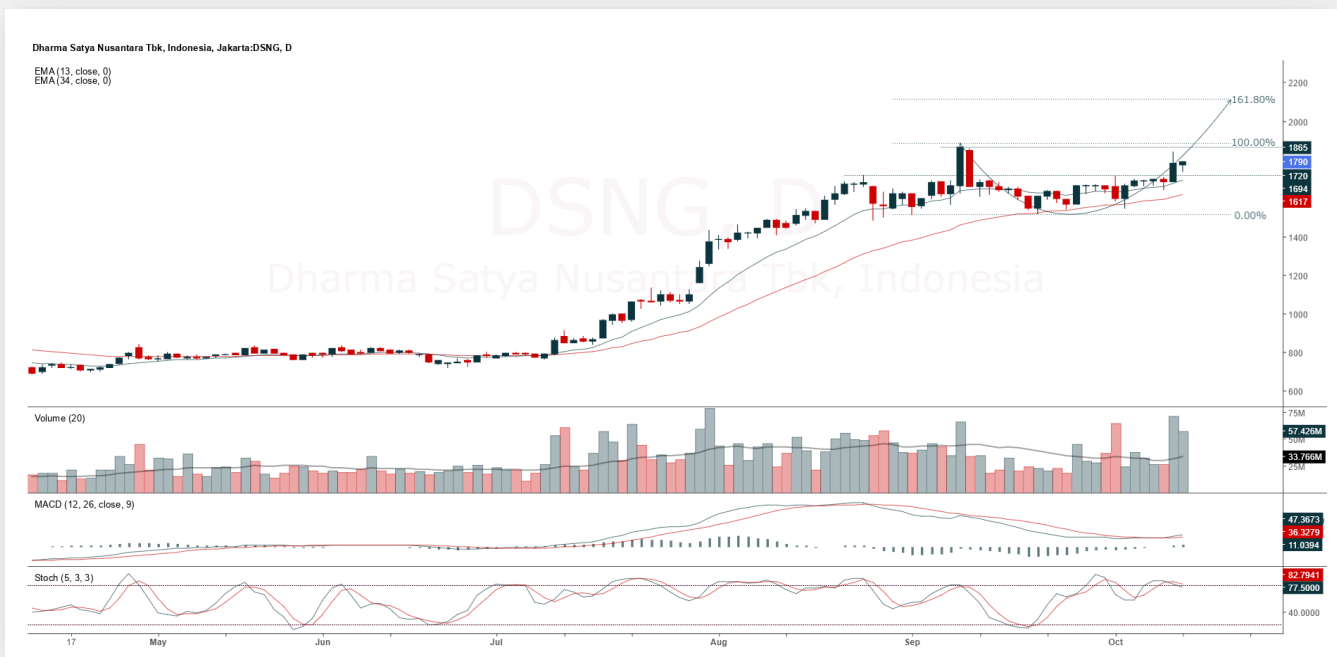 Dharma Satya Nusantara Tbk, Indonesia, Jakarta:DSNG, D
EMA (13, close, 0)
EMA (34, close, 0)
DSNG, D
Dharma Satya Nusantara Tbk, Indonesia
161.80%
100.00%
0.00%
2200
2000
1865
1790
1720
1694
1617
1400
1200
1000
800
600
Volume (20)
75M
57.426M
50M
33.766M
25M
MACD (12, 26, close, 9)
47.3673
36.3279
11.0394
Stoch (5, 3, 3)
82.7941
77.5000
40.0000
17 May Jun Jul Aug Sep Oct